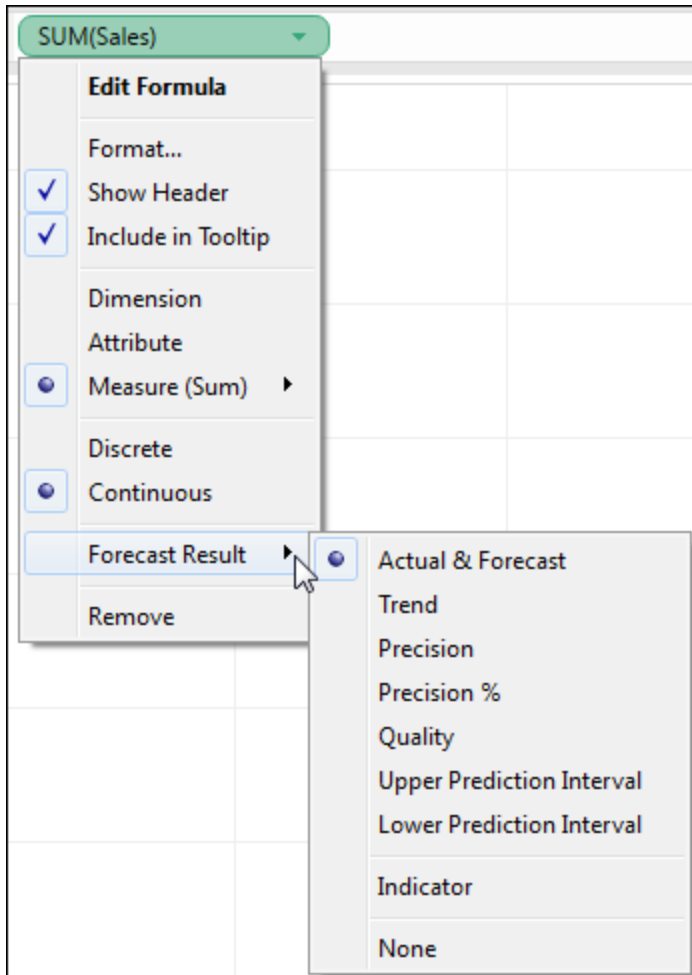 SUM(Sales)
Edit Formula
Format...
Show Header
Include in Tooltip
Dimension
Attribute
Measure (Sum)
Discrete
Continuous
Forecast Result
Remove
Actual & Forecast
Trend
Precision
Precision %
Quality
Upper Prediction Interval
Lower Prediction Interval
Indicator
None